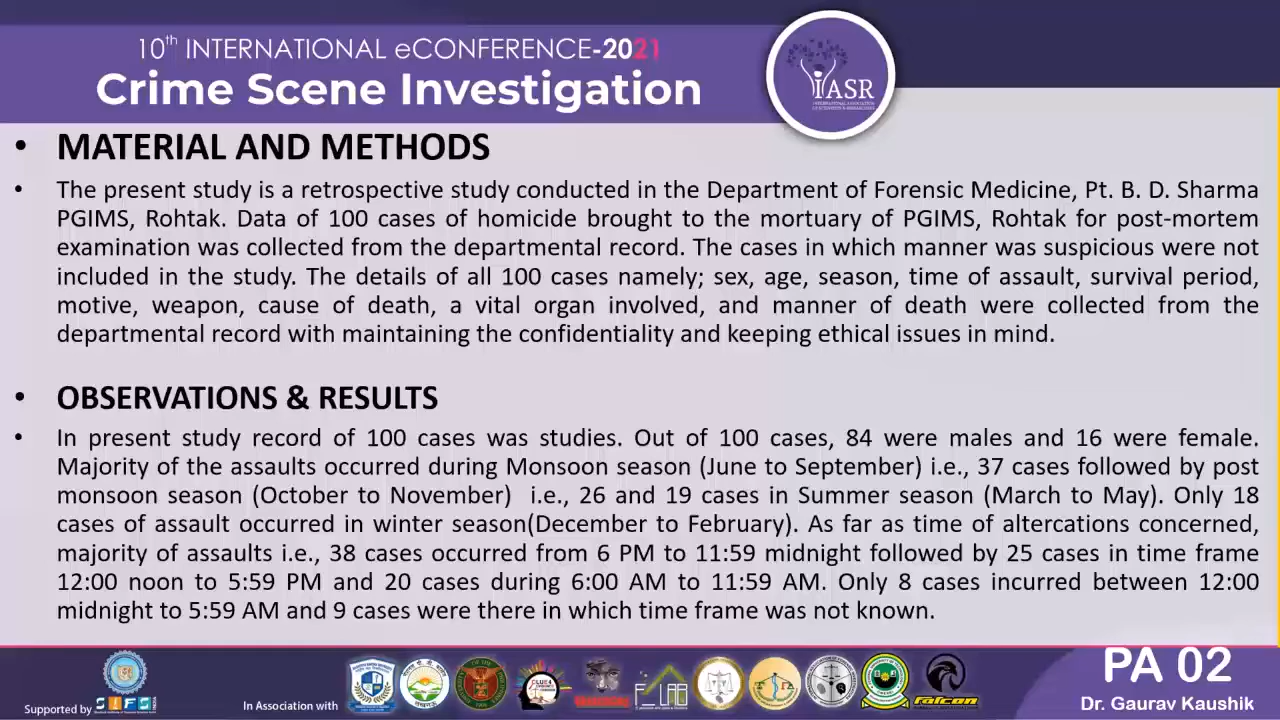 10th INTERNATIONAL eCONFERENCE-2021
Crime Scene Investigation
iASR
• MATERIAL AND METHODS
• The present study is a retrospective study conducted in the Department of Forensic Medicine, Pt. B. D. Sharma
PGIMS, Rohtak. Data of 100 cases of homicide brought to the mortuary of PGIMS, Rohtak for post-mortem
examination was collected from the departmental record. The cases in which manner was suspicious were not
included in the study. The details of all 100 cases namely; sex, age, season, time of assault, survival period,
motive, weapon, cause of death, a vital organ involved, and manner of death were collected from the
departmental record with maintaining the confidentiality and keeping ethical issues in mind.
• OBSERVATIONS & RESULTS
• In present study record of 100 cases was studies. Out of 100 cases, 84 were males and 16 were female.
Majority of the assaults occurred during Monsoon season (June to September) i.e., 37 cases followed by post
monsoon season (October to November) i.e., 26 and 19 cases in Summer season (March to May). Only 18
cases of assault occurred in winter season(December to February). As far as time of altercations concerned,
majority of assaults i.e., 38 cases occurred from 6 PM to 11:59 midnight followed by 25 cases in time frame
12:00 noon to 5:59 PM and 20 cases during 6:00 AM to 11:59 AM. Only 8 cases incurred between 12:00
midnight to 5:59 AM and 9 cases were there in which time frame was not known.
Supported by SIFS
In Association with
falcon
PA 02
Dr. Gaurav Kaushik